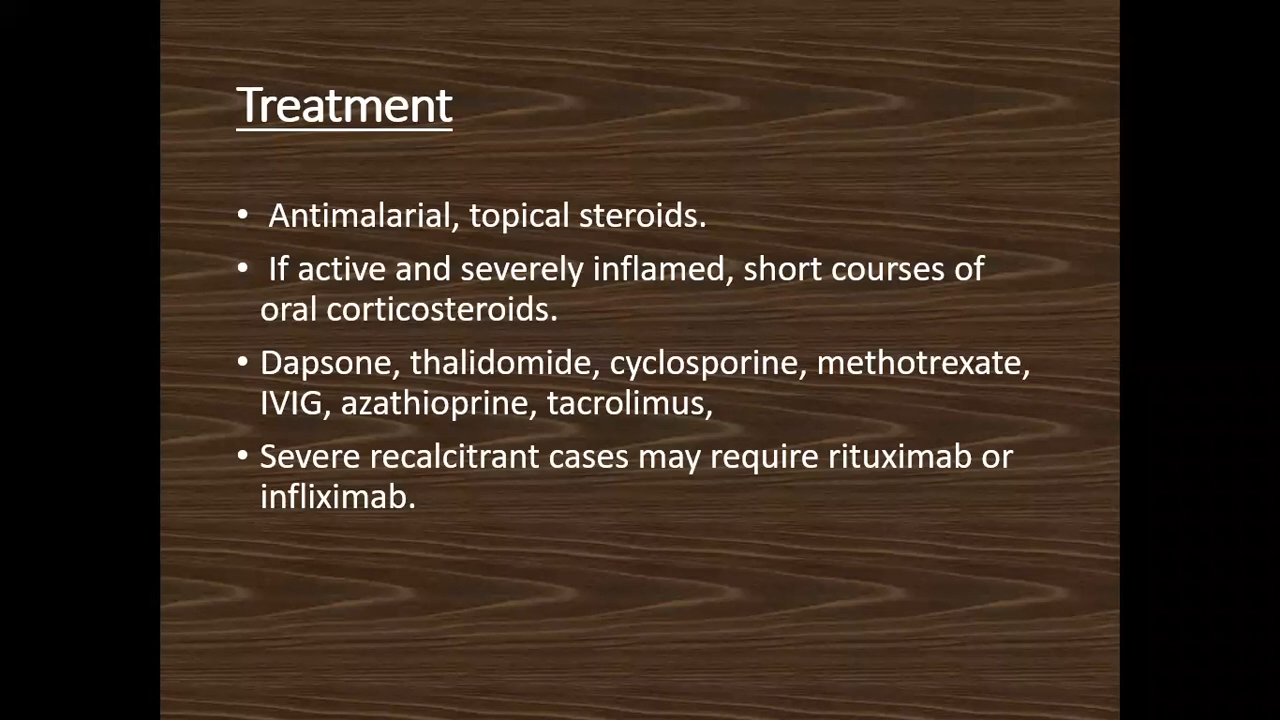 Treatment
• Antimalarial, topical steroids.
• If active and severely inflamed, short courses of
oral corticosteroids.
• Dapsone, thalidomide, cyclosporine, methotrexate,
IVIG, azathioprine, tacrolimus,
• Severe recalcitrant cases may require rituximab or
infliximab.